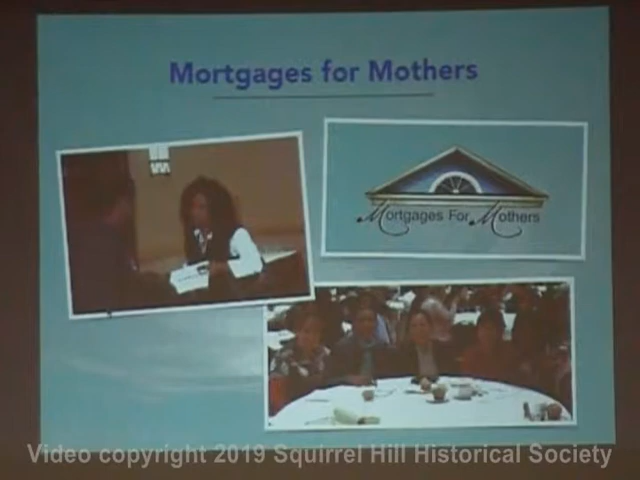 Mortgages for Mothers
Mortgages For Mothers
Video copyright 2019 Squirrel Hill Historical Society